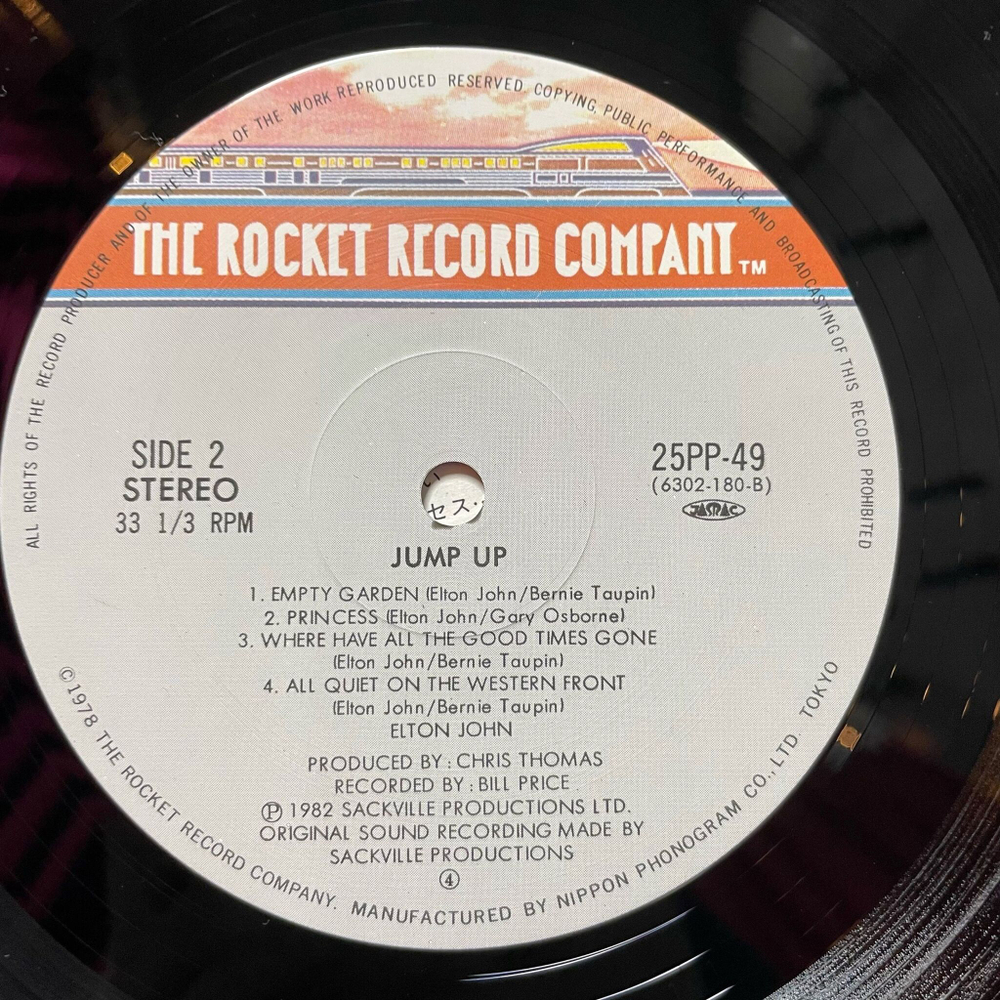 ALL RIGHTS OF THE RECORD PRODUCER AND OF THE OWNER OF THE WORK REPRODUCED RESERVED COPYING, PUBLIC PERFORMANCE AND BROADCASTING OF THIS RECORD PROHIBITED
THE ROCKET RECORD COMPANY TM
SIDE 2
STEREO
33 1/3 RPM
25PP-49
(6302-180-B)
JASRAC
セス
JUMP UP
1. EMPTY GARDEN (Elton John/Bernie Taupin)
2. PRINCESS (Elton John/Gary Osborne)
3. WHERE HAVE ALL THE GOOD TIMES GONE
(Elton John/Bernie Taupin)
4. ALL QUIET ON THE WESTERN FRONT
(Elton John/Bernie Taupin)
ELTON JOHN
PRODUCED BY : CHRIS THOMAS
RECORDED BY : BILL PRICE
Ⓟ 1982 SACKVILLE PRODUCTIONS LTD.
ORIGINAL SOUND RECORDING MADE BY
SACKVILLE PRODUCTIONS
④
© 1978 THE ROCKET RECORD COMPANY. MANUFACTURED BY NIPPON PHONOGRAM CO., LTD. TOKYO